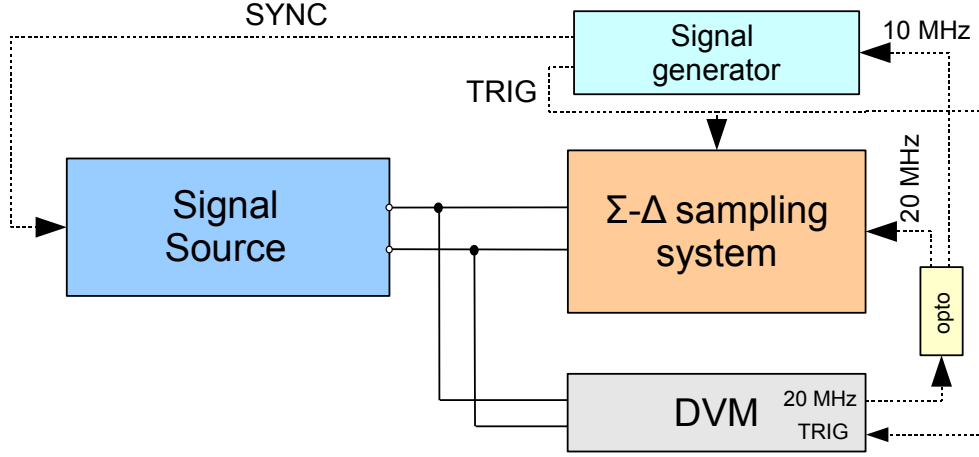 SYNC
Signal
generator
10 MHz
TRIG
Signal
Source
Σ-Δ sampling
system
20 MHz
opto
DVM
20 MHz
TRIG